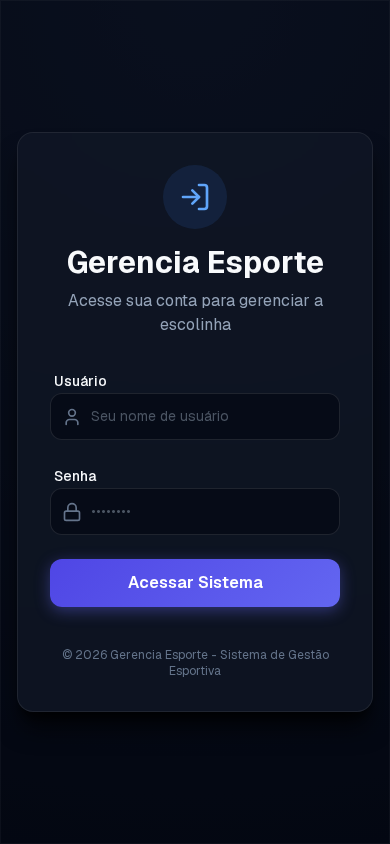 Gerencia Esporte
Acesse sua conta para gerenciar a
escolinha
Usuário
Seu nome de usuário
Senha
••••••••
Acessar Sistema
© 2026 Gerencia Esporte - Sistema de Gestão
Esportiva